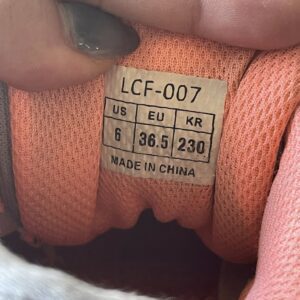 LCF-007
US EU KR
6 36.5 230
MADE IN CHINA